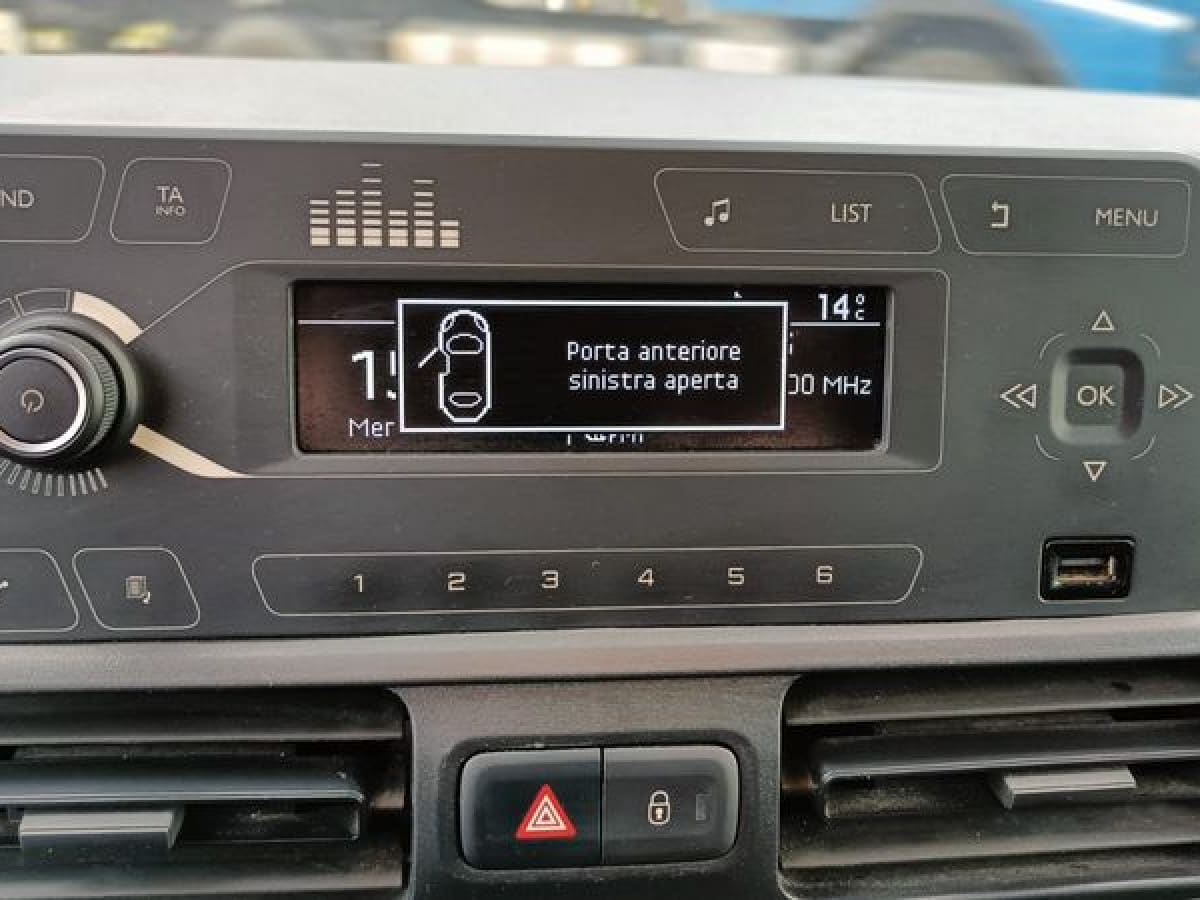 ND
TA
INFO
LIST
MENU
14°C
Porta anteriore
sinistra aperta
00 MHz
Mer
OK
1 2 3 4 5 6